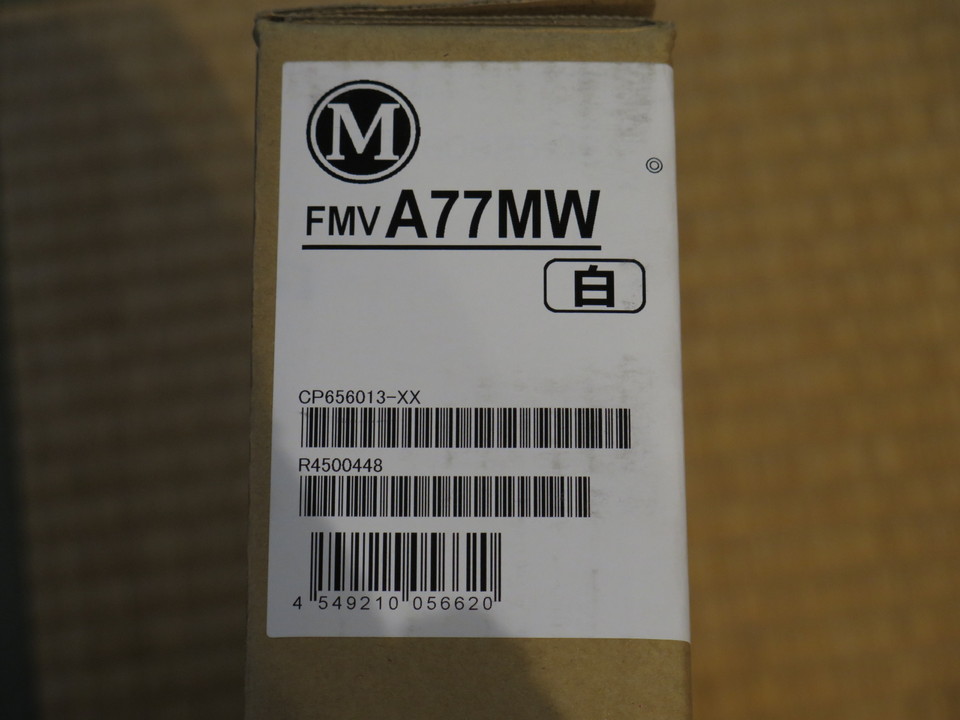 M
FMV A77MW
白
CP656013-XX
R4500448
4 549210 056620